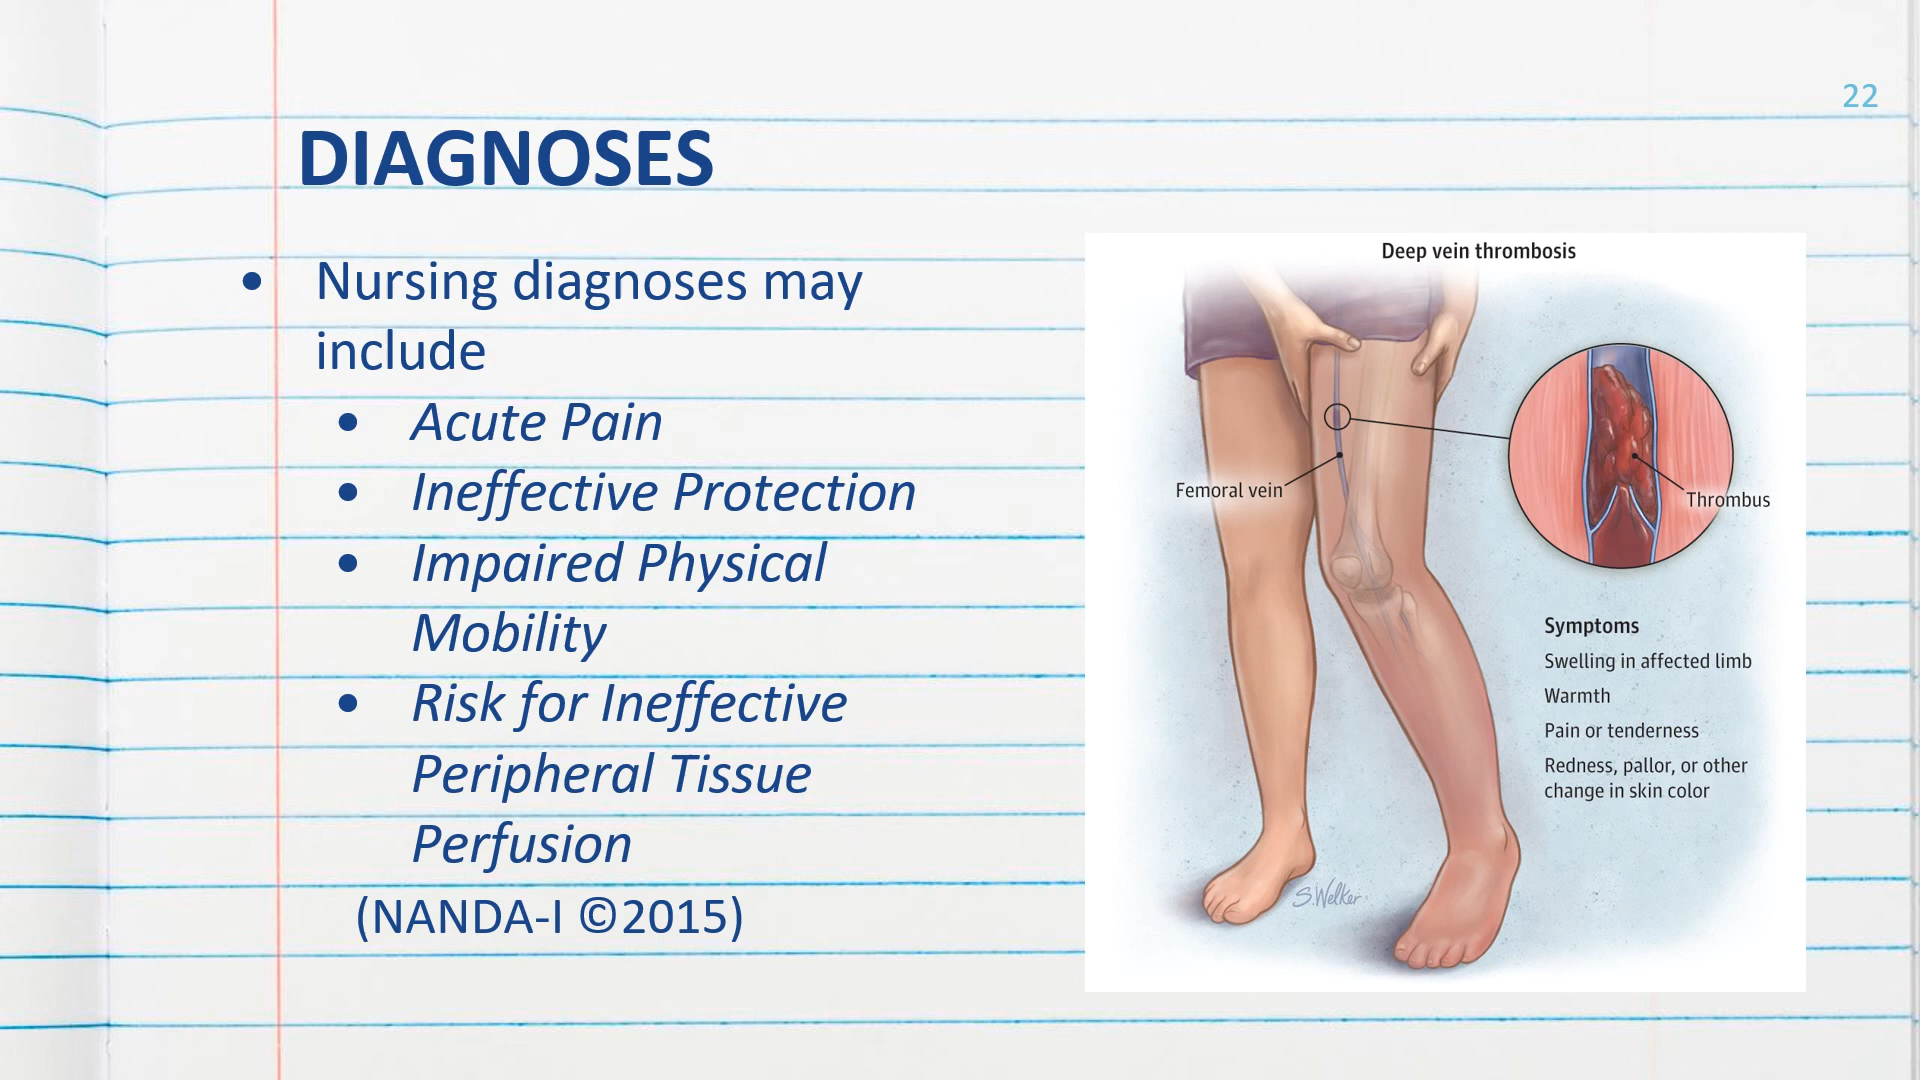 22
DIAGNOSES
• Nursing diagnoses may
include
• Acute Pain
• Ineffective Protection
• Impaired Physical
Mobility
• Risk for Ineffective
Peripheral Tissue
Perfusion
(NANDA-I ©2015)
Deep vein thrombosis
Femoral vein
Thrombus
Symptoms
Swelling in affected limb
Warmth
Pain or tenderness
Redness, pallor, or other
change in skin color
S.Welker